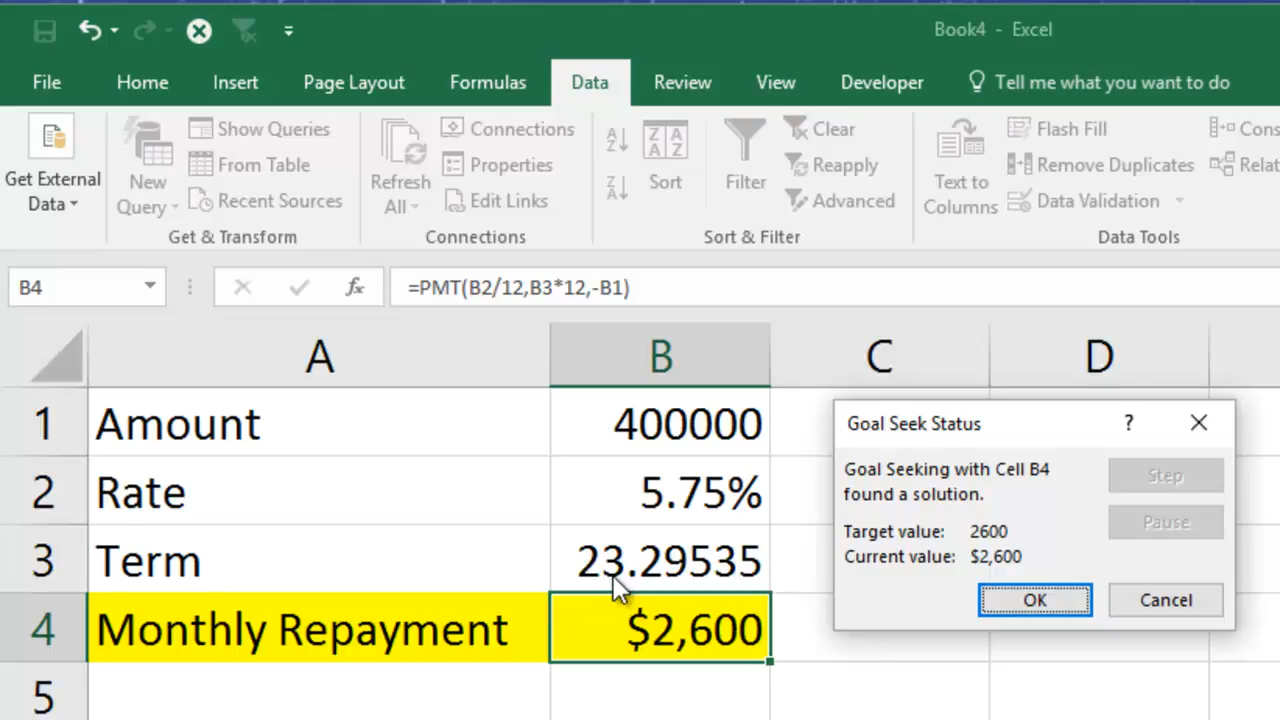 Book4 - Excel
File Home Insert Page Layout Formulas Data Review View Developer Tell me what you want to do
Get External Data
New Query
Show Queries
From Table
Recent Sources
Get & Transform
Refresh All
Connections
Properties
Edit Links
Connections
A Z
Z A
Z A
A Z
Sort
Filter
Clear
Reapply
Advanced
Sort & Filter
Text to Columns
Flash Fill
Remove Duplicates
Data Validation
Cons
Relat
Data Tools
B4 fx =PMT(B2/12,B3*12,-B1)
A B C D
1 Amount 400000
2 Rate 5.75%
3 Term 23.29535
4 Monthly Repayment $2,600
5
Goal Seek Status ?
Goal Seeking with Cell B4
found a solution.
Target value: 2600
Current value: $2,600
Step
Pause
OK Cancel